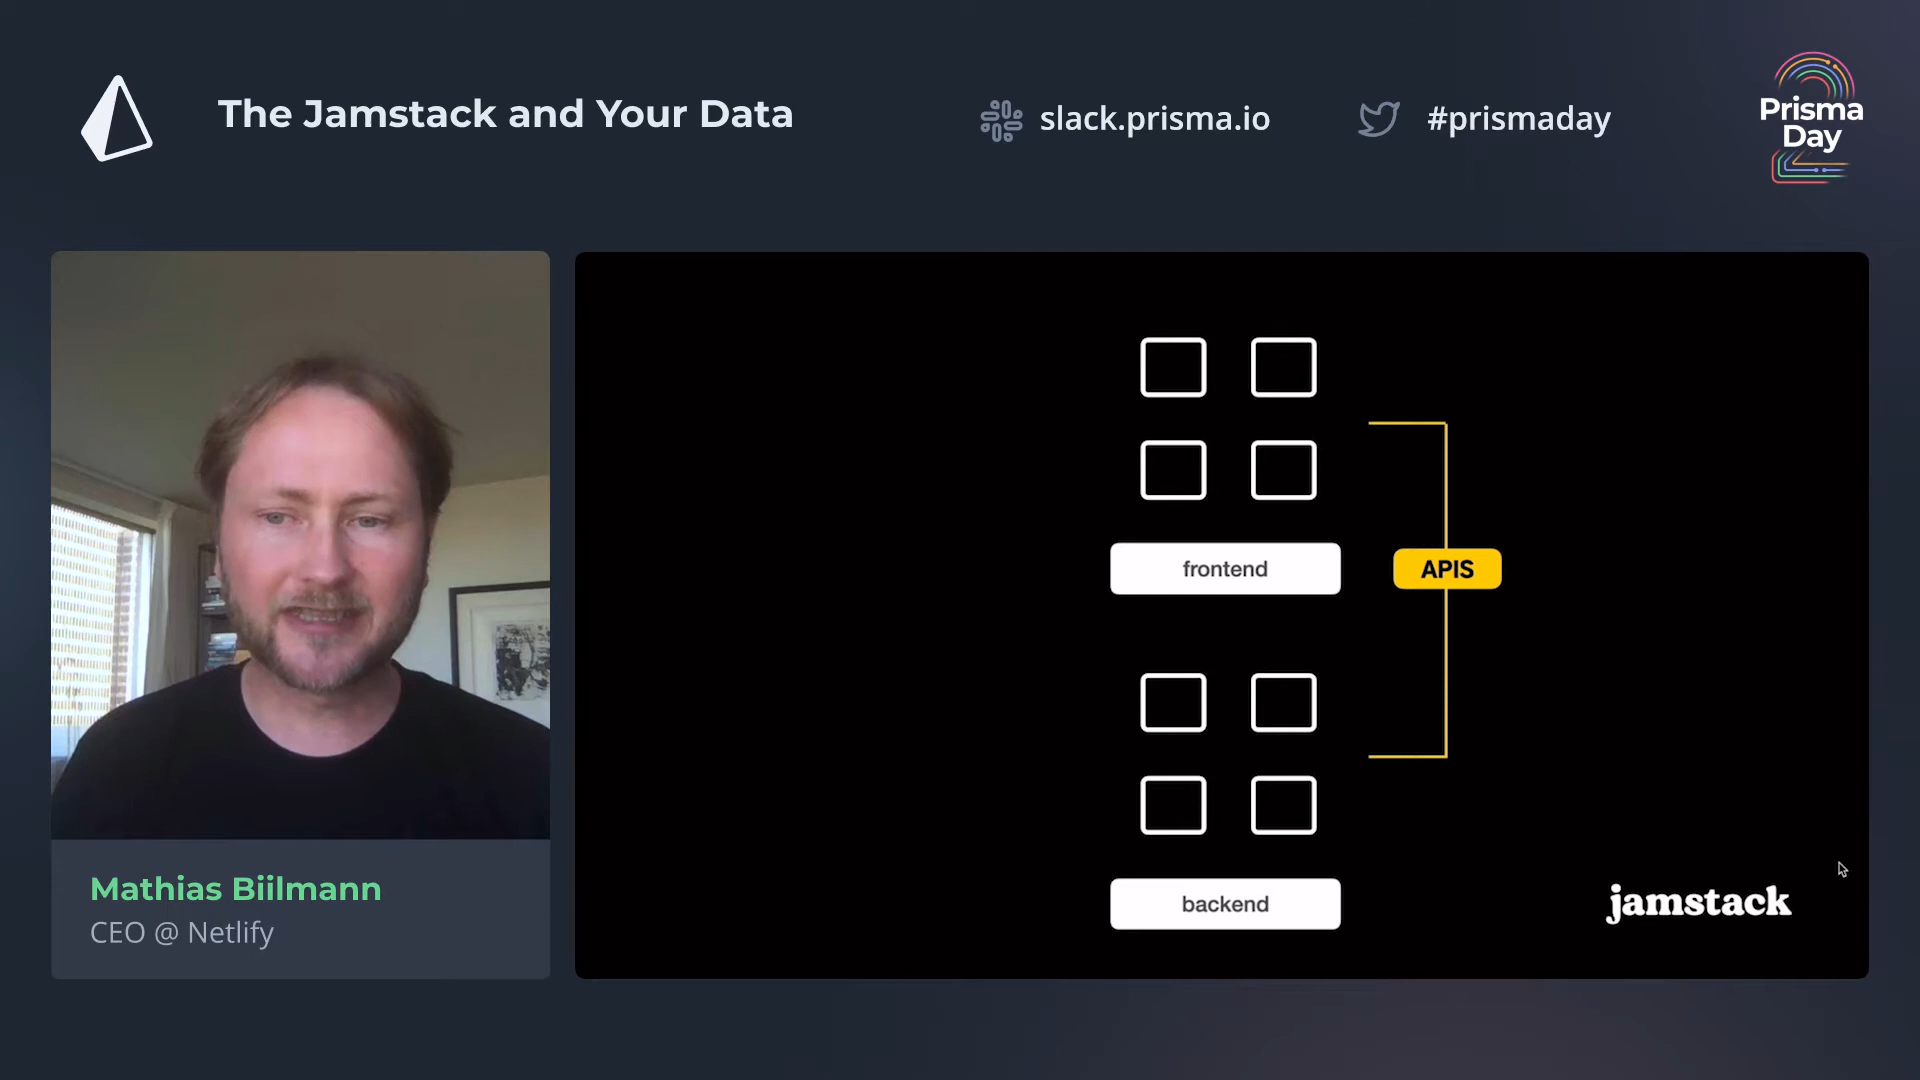 The Jamstack and Your Data
slack.prisma.io
#prismaday
Prisma
Day
frontend
APIS
backend
jamstack
Mathias Biilmann
CEO @ Netlify